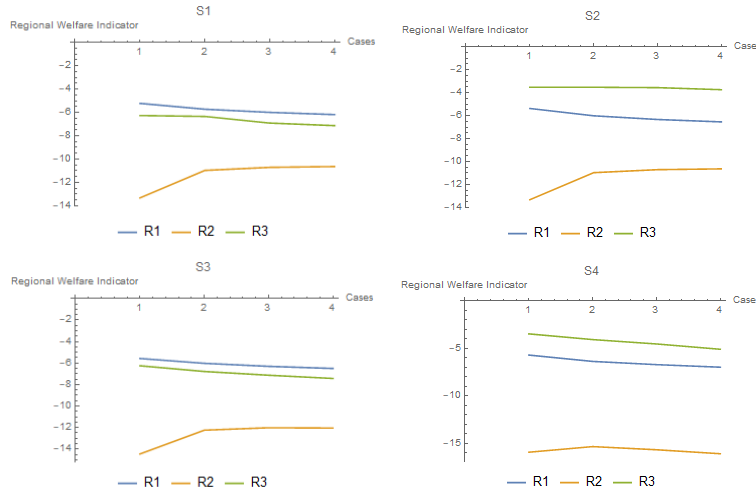 S1
Regional Welfare Indicator
Cases
1 2 3 4
−2
−4
−6
−8
−10
−12
−14
R1 R2 R3
S2
Regional Welfare Indicator
Case
1 2 3 4
−2
−4
−6
−8
−10
−12
−14
R1 R2 R3
S3
Regional Welfare Indicator
Cases
1 2 3 4
−2
−4
−6
−8
−10
−12
−14
R1 R2 R3
S4
Regional Welfare Indicator
Case
1 2 3 4
−5
−10
−15
R1 R2 R3